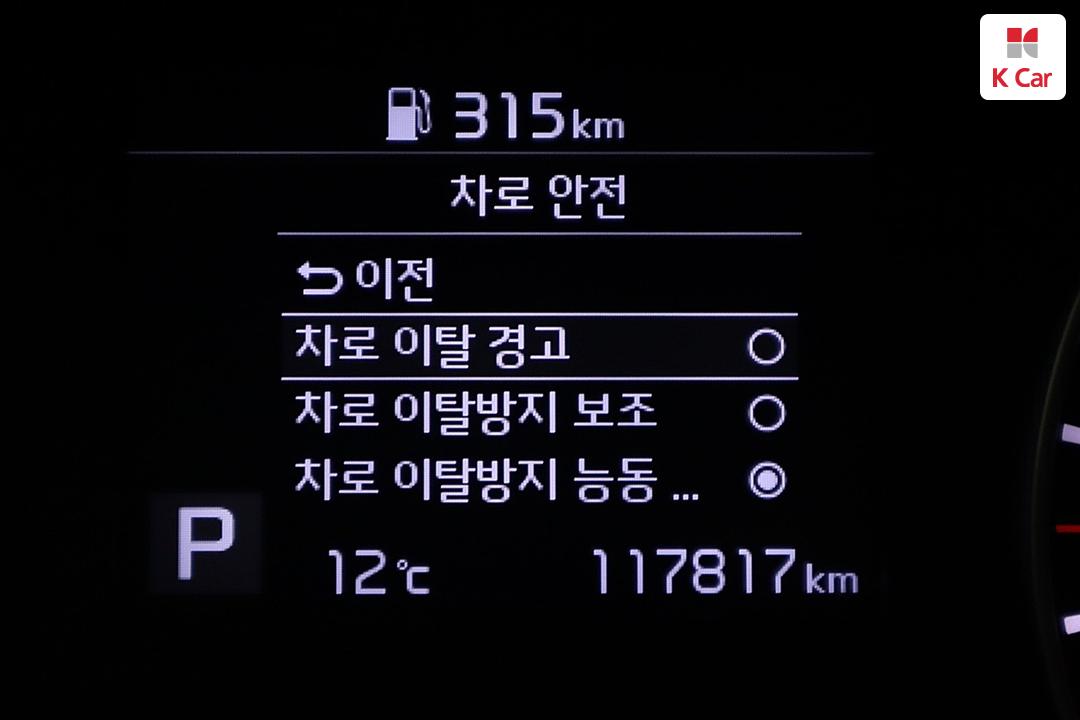 K Car
315km
차로 안전
이전
차로 이탈 경고
차로 이탈방지 보조
차로 이탈방지 능동 ...
P
12℃
117817km